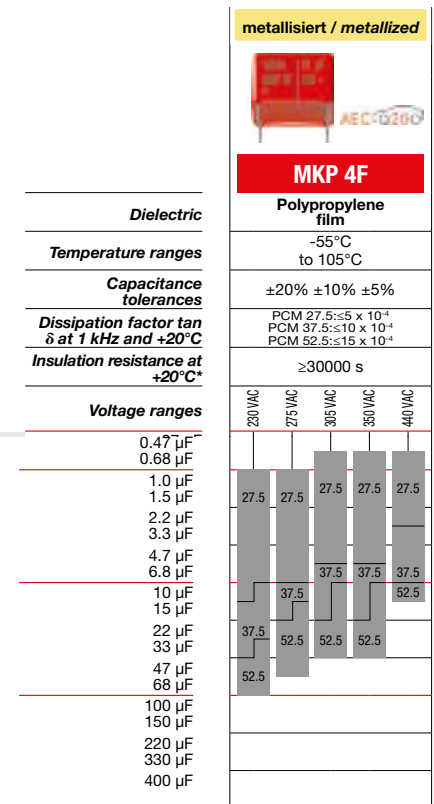 metallisiert / metallized
AEC-Q200
MKP 4F
Dielectric
Polypropylene
film
Temperature ranges
-55°C
to 105°C
Capacitance
tolerances
±20% ±10% ±5%
Dissipation factor tan
δ at 1 kHz and +20°C
PCM 27.5:≤5 x 10⁻⁴
PCM 37.5:≤10 x 10⁻⁴
PCM 52.5:≤15 x 10⁻⁴
Insulation resistance at
+20°C*
≥30000 s
Voltage ranges
230 VAC
275 VAC
305 VAC
350 VAC
440 VAC
0.47 µF
0.68 µF
1.0 µF
1.5 µF
27.5 27.5 27.5 27.5 27.5
2.2 µF
3.3 µF
4.7 µF
6.8 µF
37.5 37.5 37.5
10 µF
37.5 52.5
15 µF
22 µF
33 µF
37.5 52.5 52.5 52.5
47 µF
68 µF
52.5
100 µF
150 µF
220 µF
330 µF
400 µF